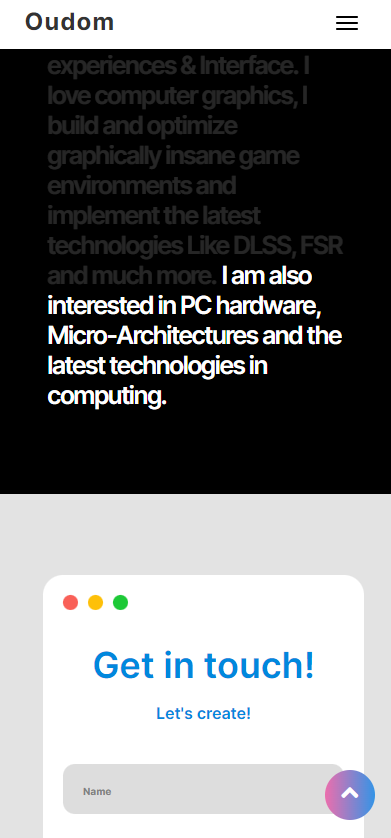 Oudom
experiences & Interface. I
love computer graphics, I
build and optimize
graphically insane game
environments and
implement the latest
technologies Like DLSS, FSR
and much more. I am also
interested in PC hardware,
Micro-Architectures and the
latest technologies in
computing.
Get in touch!
Let's create!
Name